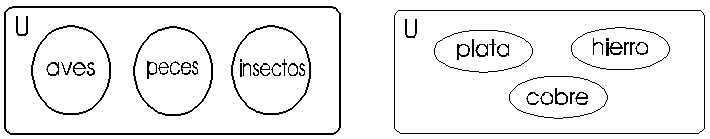 U
aves peces insectos
U
plata hierro
cobre